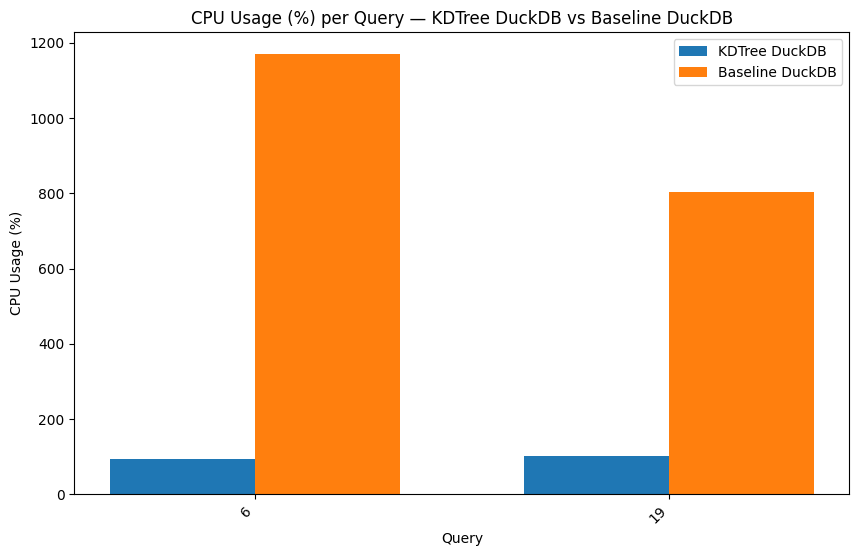 CPU Usage (%) per Query — KDTree DuckDB vs Baseline DuckDB
KDTree DuckDB
Baseline DuckDB
CPU Usage (%)
1200
1000
800
600
400
200
0
6
19
Query